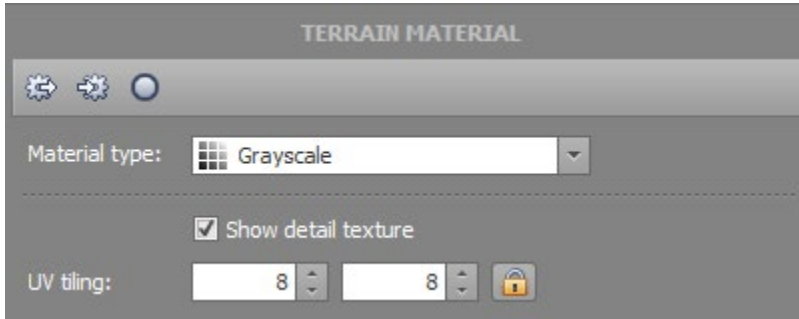 TERRAIN MATERIAL
Material type: Grayscale
Show detail texture
UV tiling: 8 8